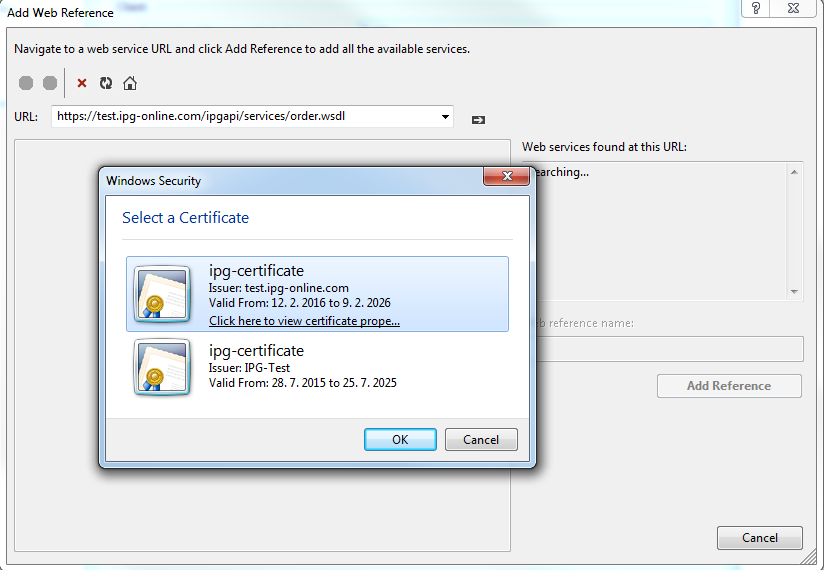 Add Web Reference
?
Navigate to a web service URL and click Add Reference to add all the available services.
URL:
https://test.ipg-online.com/ipgapi/services/order.wsdl
Web services found at this URL:
Windows Security
Select a Certificate
ipg-certificate
Issuer: test.ipg-online.com
Valid From: 12. 2. 2016 to 9. 2. 2026
Click here to view certificate prope...
ipg-certificate
Issuer: IPG-Test
Valid From: 28. 7. 2015 to 25. 7. 2025
reference name:
Add Reference
OK
Cancel
Cancel